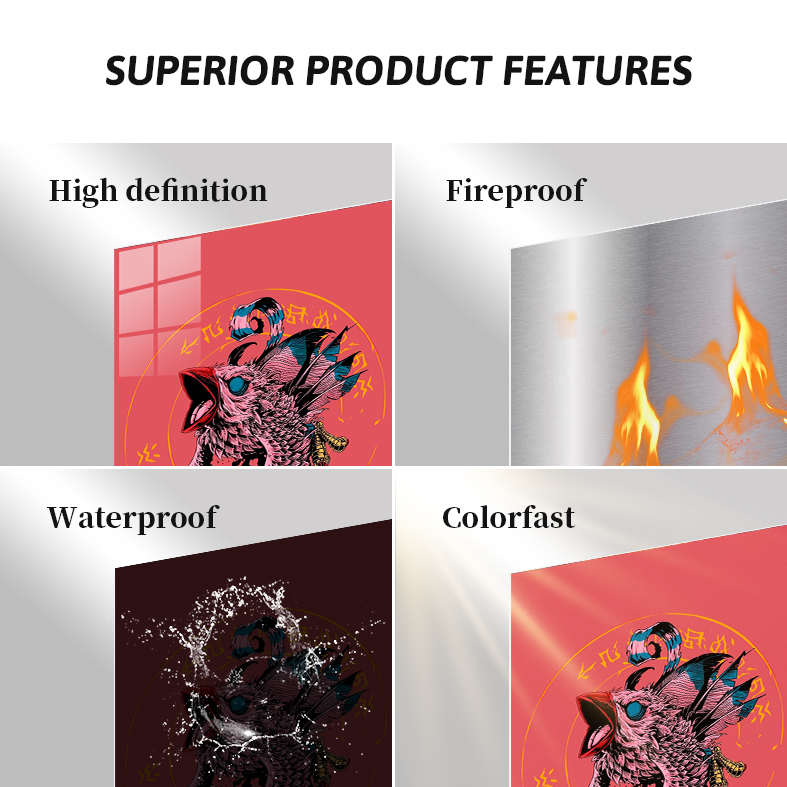 SUPERIOR PRODUCT FEATURES
High definition
Fireproof
Waterproof
Colorfast